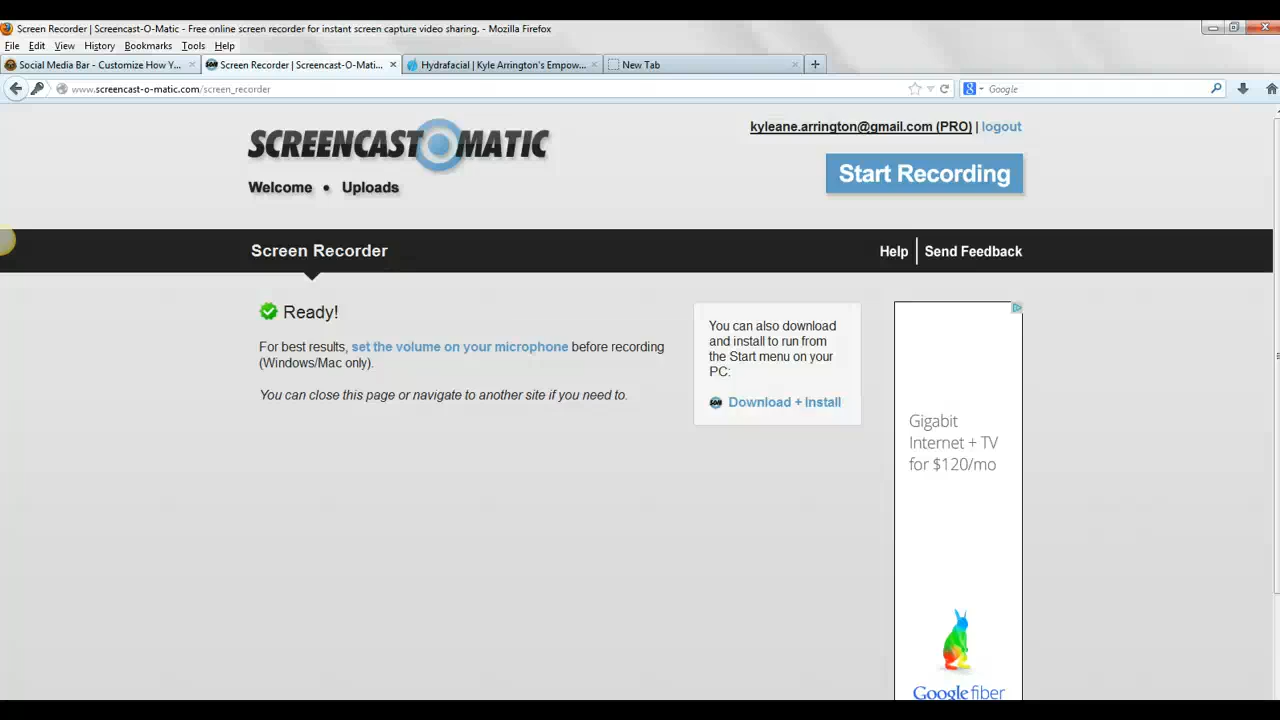 Screen Recorder | Screencast-O-Matic - Free online screen recorder for instant screen capture video sharing. - Mozilla Firefox
File Edit View History Bookmarks Tools Help
Social Media Bar - Customize How Y... Screen Recorder | Screencast-O-Mati... Hydrafacial | Kyle Arrington's Empow... New Tab
www.screencast-o-matic.com/screen_recorder Google
SCREENCAST MATIC
kyleane.arrington@gmail.com (PRO) | logout
Start Recording
Welcome • Uploads
Screen Recorder
Help Send Feedback
Ready!
For best results, set the volume on your microphone before recording
(Windows/Mac only).
You can close this page or navigate to another site if you need to.
You can also download
and install to run from
the Start menu on your
PC:
SOM Download + Install
Gigabit
Internet + TV
for $120/mo
Google fiber